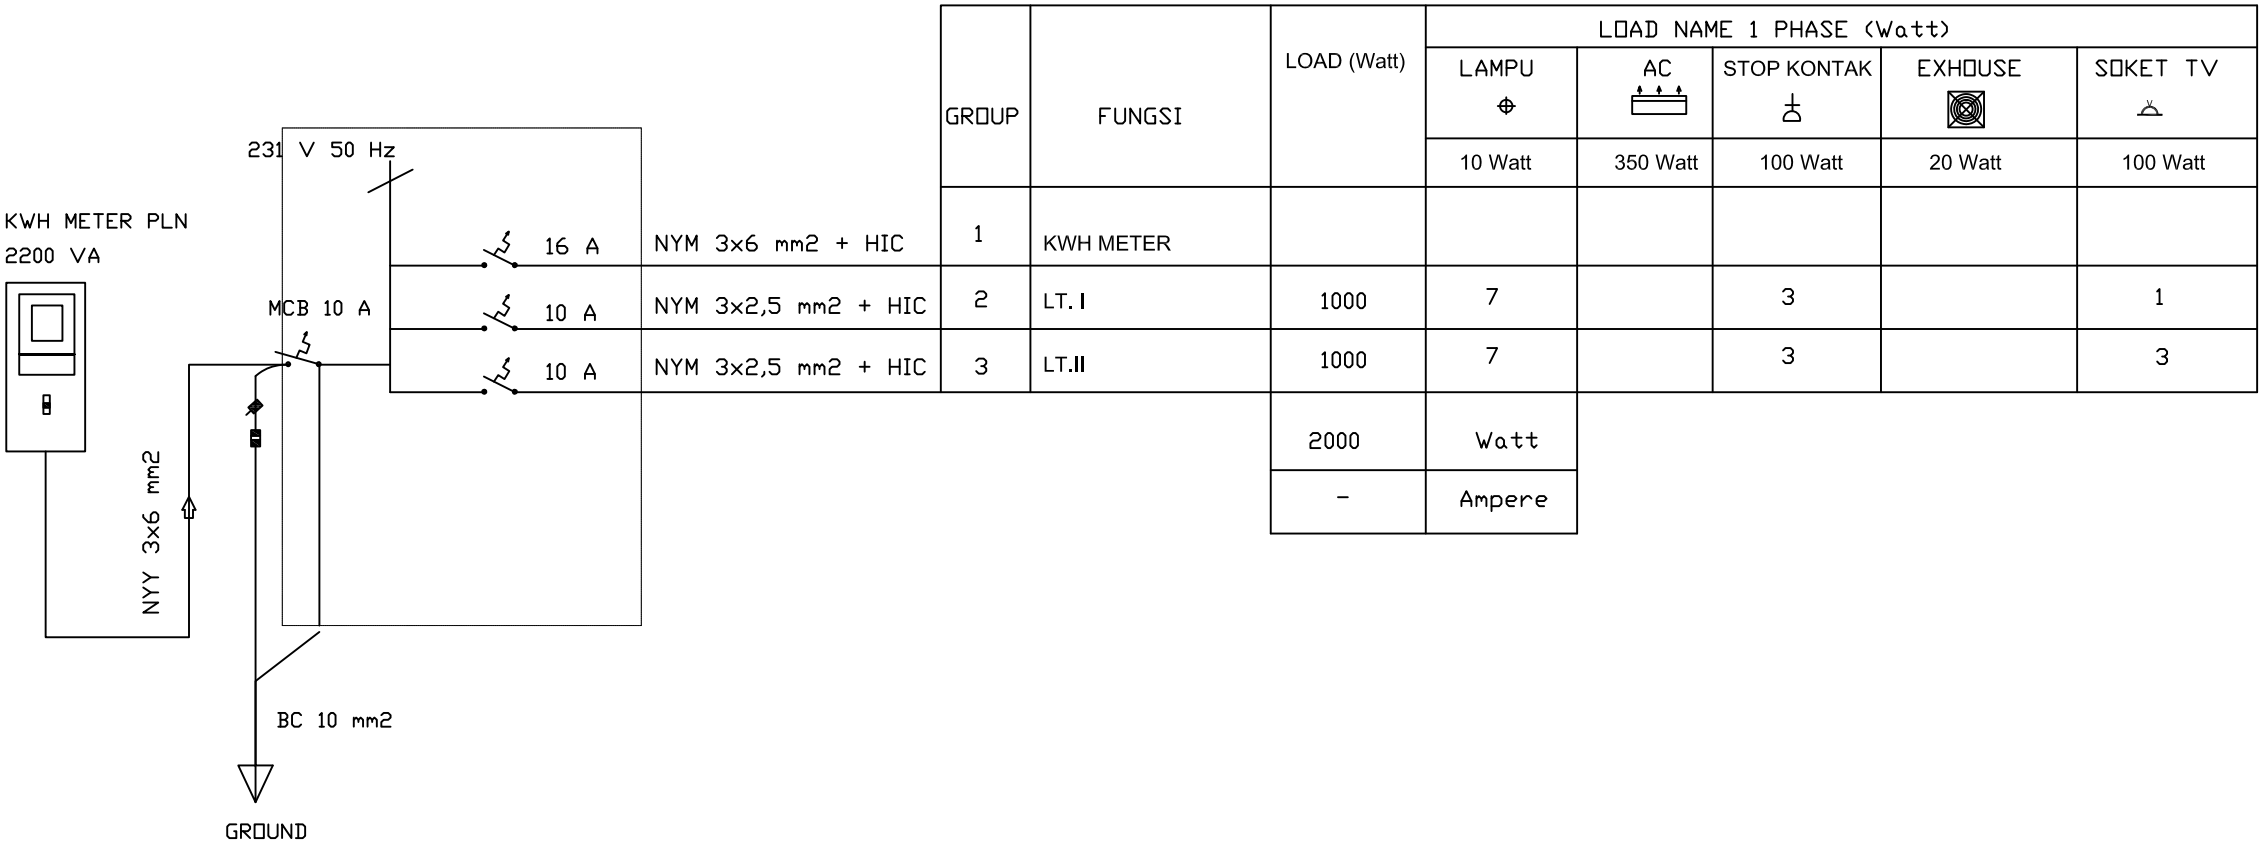 KWH METER PLN
2200 VA
231 V 50 Hz
MCB 10 A
NYY 3x6 mm2
BC 10 mm2
GROUND
16 A
NYM 3x6 mm2 + HIC
10 A
NYM 3x2,5 mm2 + HIC
10 A
NYM 3x2,5 mm2 + HIC
GROUP FUNGSI LOAD (Watt) LOAD NAME 1 PHASE (Watt)
LAMPU AC STOP KONTAK EXHOUSE SOKET TV
V
10 Watt 350 Watt 100 Watt 20 Watt 100 Watt
1 KWH METER
2 LT. I 1000 7 3 1
3 LT.II 1000 7 3 3
2000 Watt
- Ampere